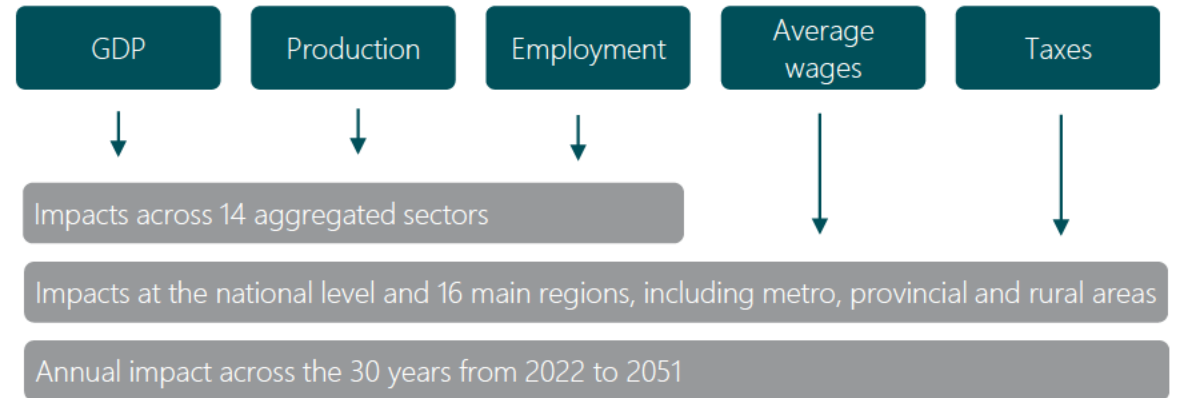 GDP
Production
Employment
Average
wages
Taxes
Impacts across 14 aggregated sectors
Impacts at the national level and 16 main regions, including metro, provincial and rural areas
Annual impact across the 30 years from 2022 to 2051